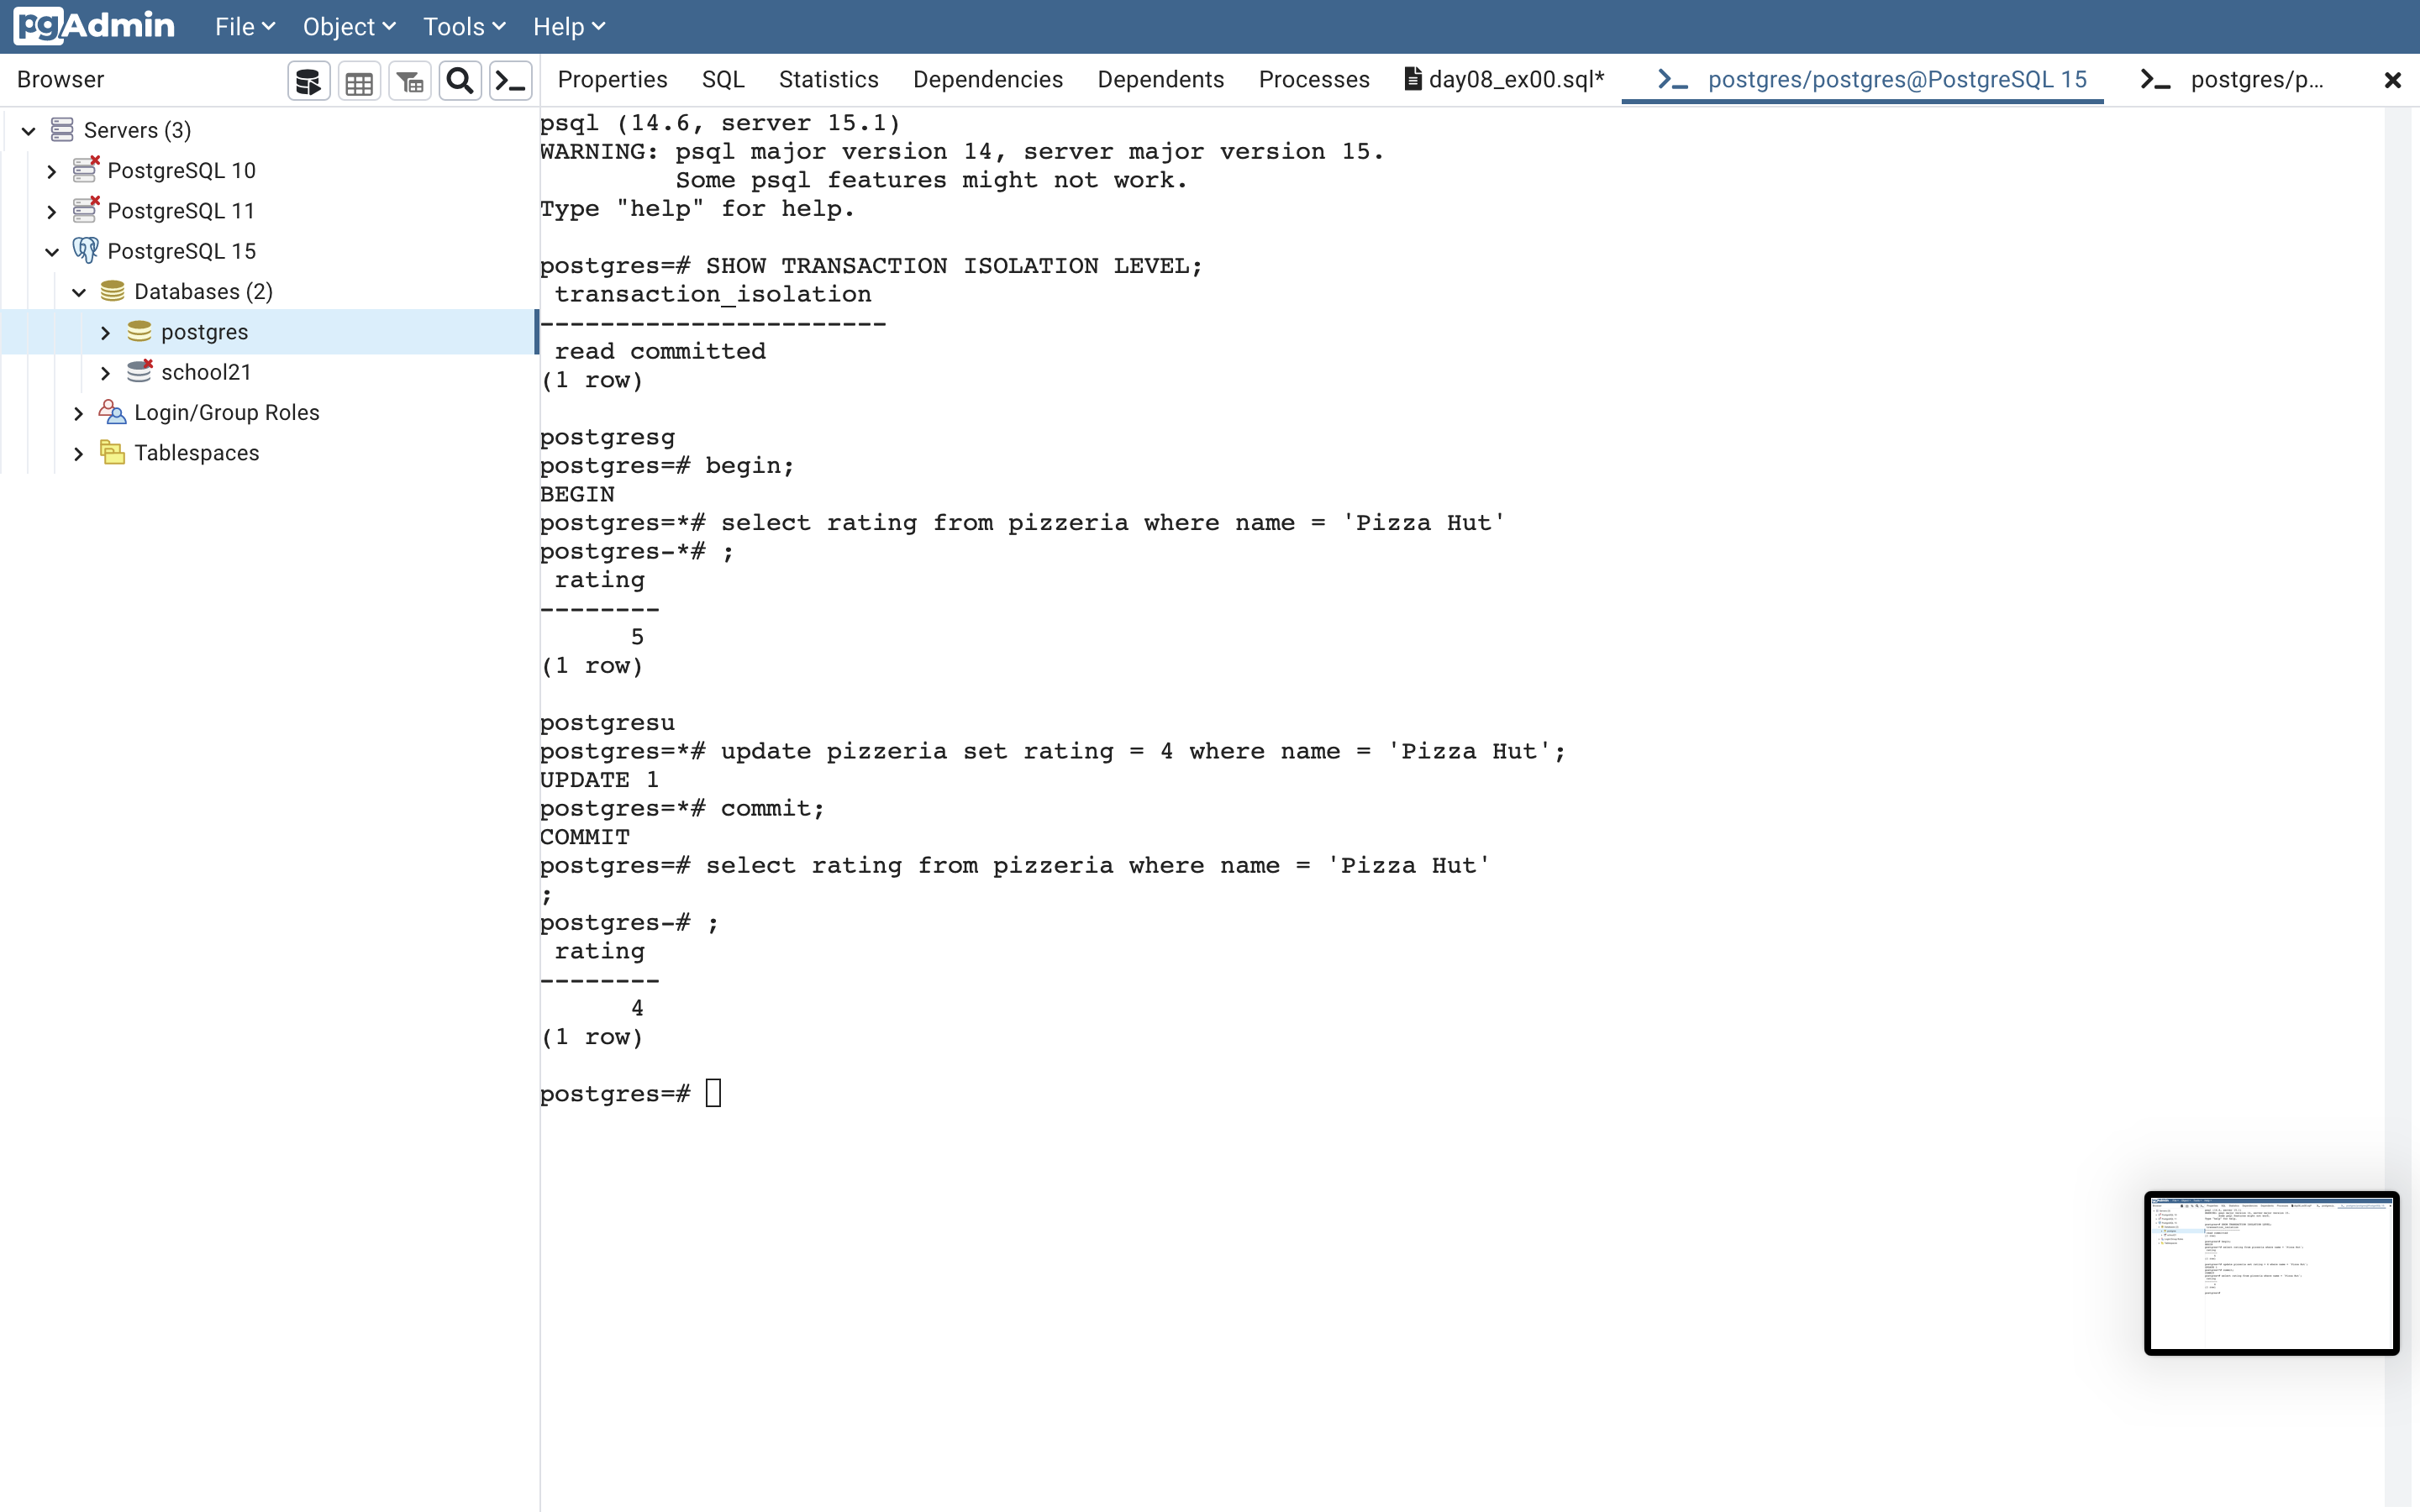 pgAdmin File Object Tools Help
Browser
Properties SQL Statistics Dependencies Dependents Processes day08_ex00.sql* postgres/postgres@PostgreSQL 15 postgres/p...
Servers (3)
PostgreSQL 10
PostgreSQL 11
PostgreSQL 15
Databases (2)
postgres
school21
Login/Group Roles
Tablespaces
psql (14.6, server 15.1)
WARNING: psql major version 14, server major version 15.
Some psql features might not work.
Type "help" for help.
postgres=# SHOW TRANSACTION ISOLATION LEVEL;
transaction_isolation
-----------------------
read committed
(1 row)
postgresg
postgres=# begin;
BEGIN
postgres=*# select rating from pizzeria where name = 'Pizza Hut'
postgres-*# ;
rating
--------
5
(1 row)
postgresu
postgres=*# update pizzeria set rating = 4 where name = 'Pizza Hut';
UPDATE 1
postgres=*# commit;
COMMIT
postgres=# select rating from pizzeria where name = 'Pizza Hut'
;
postgres-# ;
rating
--------
4
(1 row)
postgres=#